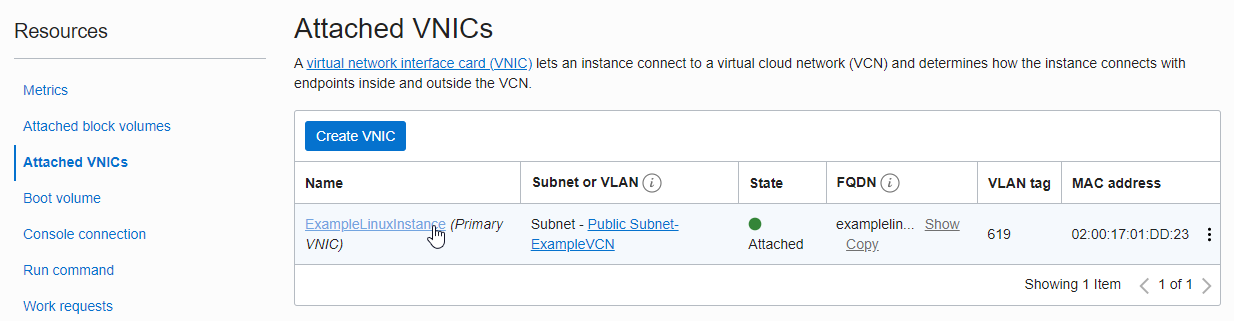 Resources
Metrics
Attached block volumes
Attached VNICs
Boot volume
Console connection
Run command
Work requests
Attached VNICs
A virtual network interface card (VNIC) lets an instance connect to a virtual cloud network (VCN) and determines how the instance connects with
endpoints inside and outside the VCN.
Create VNIC
Name Subnet or VLAN i State FQDN i VLAN tag MAC address
ExampleLinuxInstance (Primary Subnet - Public Subnet- examplelin... Show
VNIC) ExampleVCN Attached Copy 619 02:00:17:01:DD:23
Showing 1 Item < 1 of 1 >